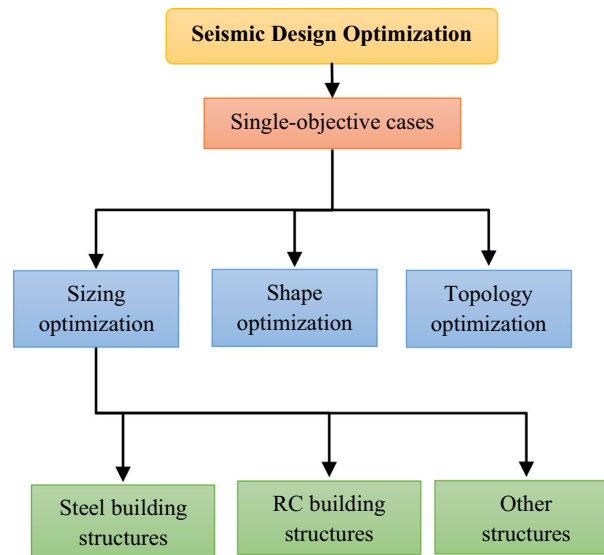 Seismic Design Optimization
Single-objective cases
Sizing
optimization
Shape
optimization
Topology
optimization
Steel building
structures
RC building
structures
Other
structures